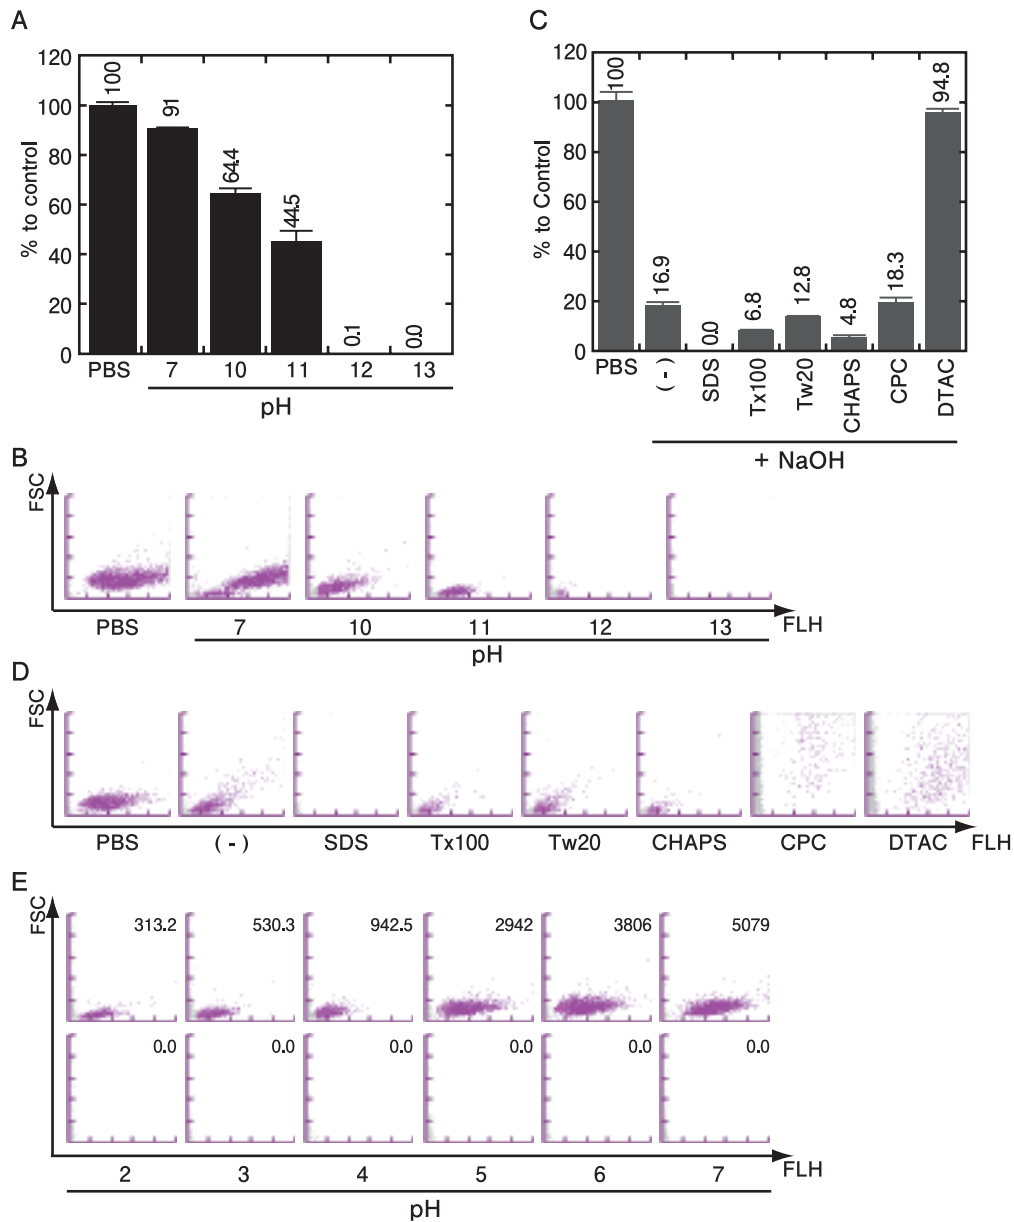 A
% to control
120
100
80
60
40
20
0
100
91
64.4
44.5
0.1
0.0
PBS 7 10 11 12 13
pH
C
% to Control
120
100
80
60
40
20
0
100
16.9
0.0
6.8
12.8
4.8
18.3
94.8
PBS
(-)
SDS
Tx100
Tw20
CHAPS
CPC
DTAC
+ NaOH
B
FSC
PBS 7 10 11 12 13 FLH
pH
D
FSC
PBS (-) SDS Tx100 Tw20 CHAPS CPC DTAC FLH
E
FSC
313.2 530.3 942.5 2942 3806 5079
0.0 0.0 0.0 0.0 0.0 0.0
2 3 4 5 6 7 FLH
pH